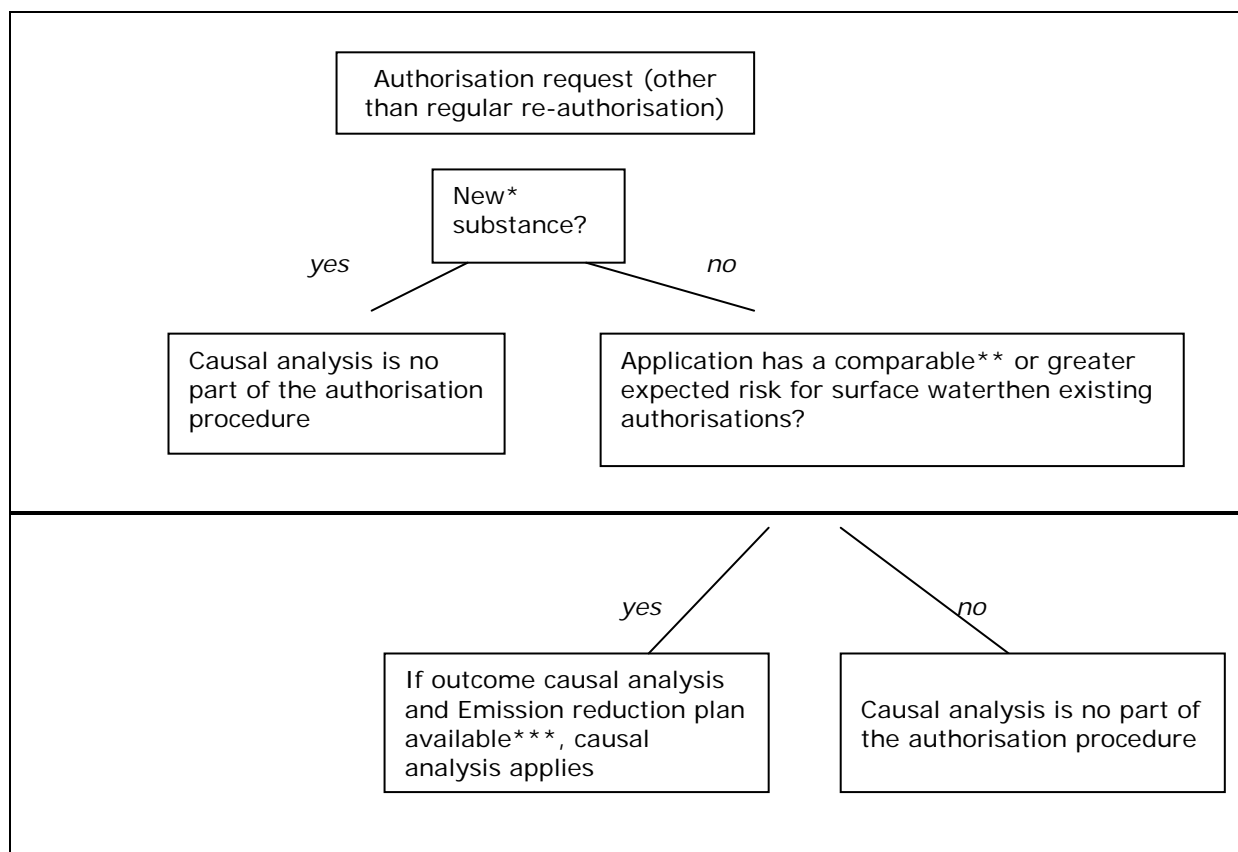 Authorisation request (other
than regular re-authorisation)
New*
substance?
yes
no
Causal analysis is no
part of the authorisation
procedure
Application has a comparable** or greater
expected risk for surface waterthen existing
authorisations?
yes
no
If outcome causal analysis
and Emission reduction plan
available***, causal
analysis applies
Causal analysis is no part of
the authorisation procedure